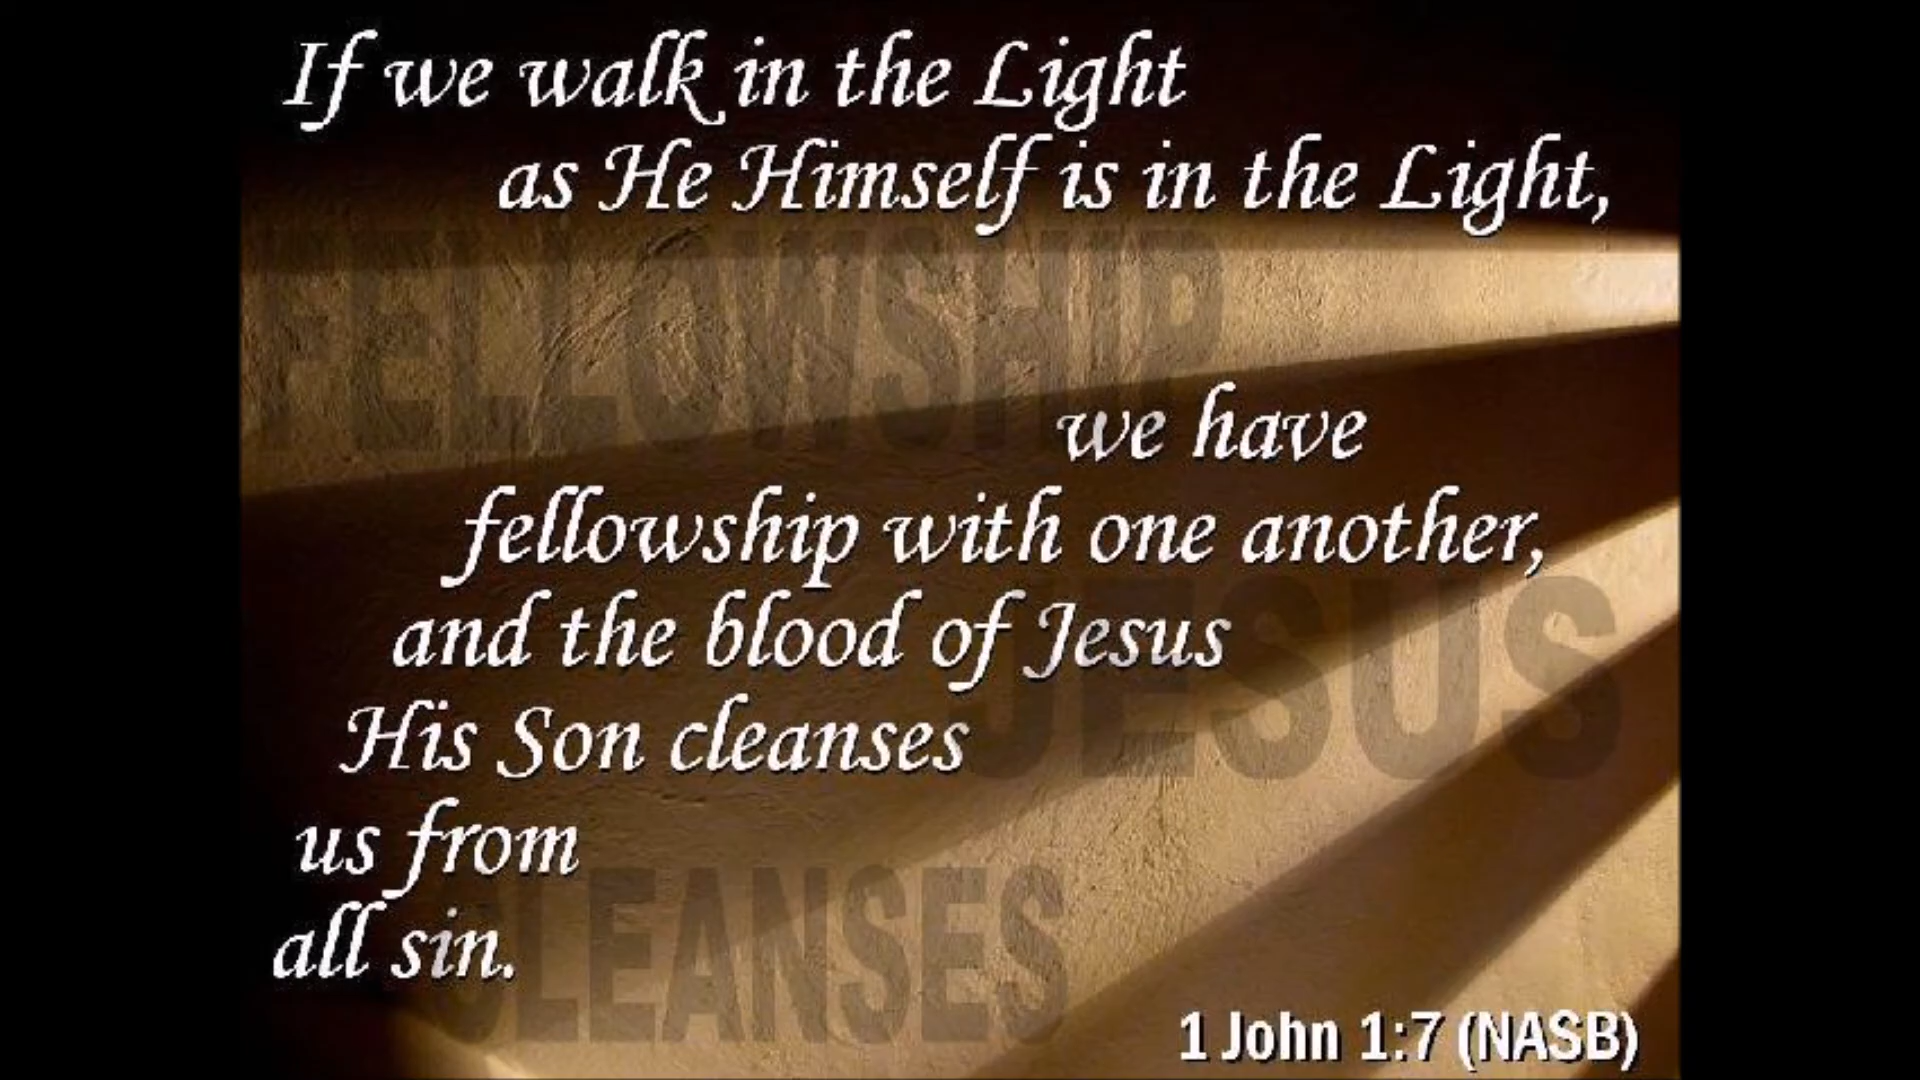 If we walk in the Light
as He Himself is in the Light,
FELLOWSHIP
we have
fellowship with one another,
and the blood of Jesus
JESUS
His Son cleanses
us from
CLEANSES
all sin.
1 John 1:7 (NASB)